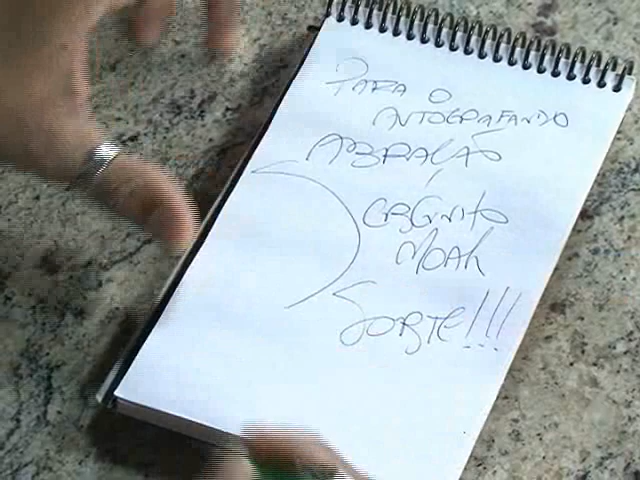 PARA O
AUTOGRAFANDO
ABRAÇÃO
SERGINHO
MOAH
SORTE!!!